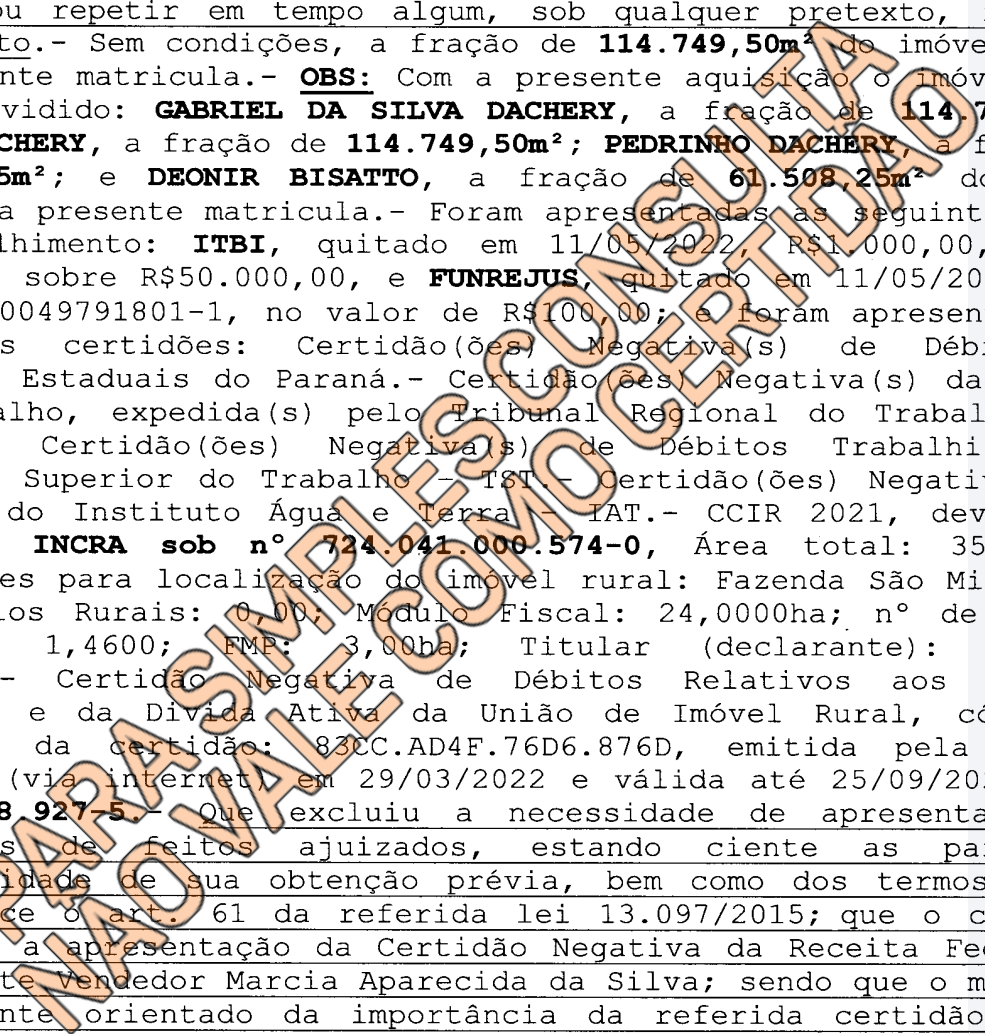 ou repetir em tempo algum, sob qualquer pretexto,
to.- Sem condições, a fração de 114.749,50m² do imóve
nte matricula.- OBS: Com a presente aquisição o imóv
vidido: GABRIEL DA SILVA DACHERY, a fração de 114.7
CHERY, a fração de 114.749,50m²; PEDRINHO DACHERY, a f
5m²; e DEONIR BISATTO, a fração de 61.508,25m² do
a presente matricula.- Foram apresentadas as seguint
lhimento: ITBI, quitado em 11/05/2022, R$1.000,00,
sobre R$50.000,00, e FUNREJUS, quitado em 11/05/20
0049791801-1, no valor de R$100,00; e foram apresen
s certidões: Certidão(ões) Negativa(s) de Débi
Estaduais do Paraná.- Certidão(ões) Negativa(s) da
alho, expedida(s) pelo Tribunal Regional do Trabal
Certidão(ões) Negativa(s) de Débitos Trabalhi
Superior do Trabalho - TST.- Certidão(ões) Negativ
do Instituto Água e Terra - IAT.- CCIR 2021, dev
INCRA sob nº 724.041.000.574-0, Área total: 35
es para localização do imóvel rural: Fazenda São Mi
los Rurais: 0,00; Módulo Fiscal: 24,0000ha; nº de
1,4600; FMP: 3,00ha; Titular (declarante):
- Certidão Negativa de Débitos Relativos aos
e da Divida Ativa da União de Imóvel Rural, có
da certidão: 83CC.AD4F.76D6.876D, emitida pela
(via internet) em 29/03/2022 e válida até 25/09/20
8.927-5.- Que excluiu a necessidade de apresenta
s de feitos ajuizados, estando ciente as pa
idade de sua obtenção prévia, bem como dos termos
ce o art. 61 da referida lei 13.097/2015; que o c
a apresentação da Certidão Negativa da Receita Fe
te Vendedor Marcia Aparecida da Silva; sendo que o m
nte orientado da importância da referida certidão
PARA SIMPLES CONSULTA
NÃO VALE COMO CERTIDÃO